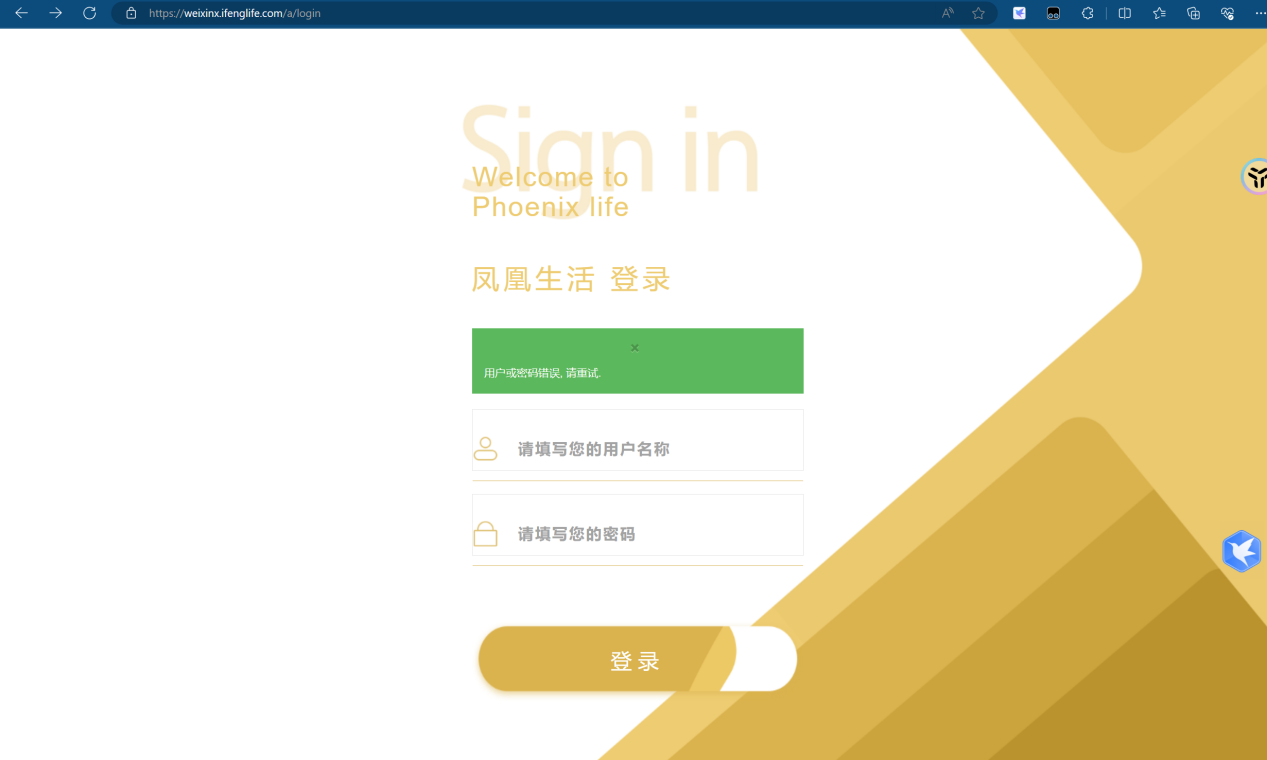 https://weixinx.ifenglife.com/a/login
Sign in
Welcome to
Phoenix life
凤凰生活 登录
×
用户或密码错误, 请重试.
请填写您的用户名称
请填写您的密码
登录